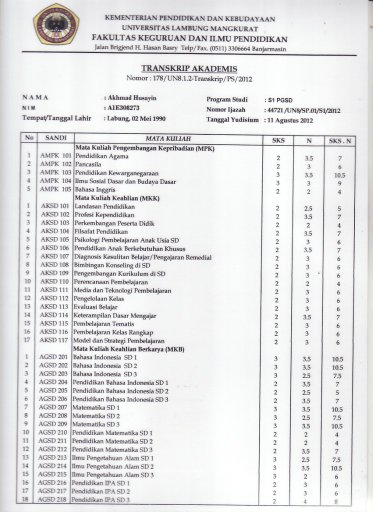 KEMENTERIAN PENDIDIKAN DAN KEBUDAYAAN
UNIVERSITAS LAMBUNG MANGKURAT
FAKULTAS KEGURUAN DAN ILMU PENDIDIKAN
Jalan Brigjend H. Hasan Basry Telp/Fax. (0511) 3306664 Banjarmasin
TRANSKRIP AKADEMIS
Nomor : 178/UN8.1.2-Transkrip/PS/2012
N A M A : Akhmad Husayin Program Studi : S1 PGSD
N I M : A1E308273 Nomor Ijazah : 44721 /UN8/SP.01/S1/2012
Tempat/Tanggal Lahir : Labung, 02 Mei 1990 Tanggal Yudisium : 11 Agustus 2012
No SANDI MATA KULIAH SKS N SKS . N
Mata Kuliah Pengembangan Kepribadian (MPK)
1 AMPK 101 Pendidikan Agama 2 3.5 7
2 AMPK 102 Pancasila 2 3 6
3 AMPK 103 Pendidikan Kewarganegaraan 3 3.5 10.5
4 AMPK 104 Ilmu Sosial Dasar dan Budaya Dasar 3 3 9
5 AMPK 105 Bahasa Inggris 2 2 4
Mata Kuliah Keahlian (MKK)
1 AKSD 101 Landasan Pendidikan 2 2.5 5
2 AKSD 102 Profesi Kependidikan 2 3.5 7
3 AKSD 103 Perkembangan Peserta Didik 2 2 4
4 AKSD 104 Filsafat Pendidikan 2 3.5 7
5 AKSD 105 Psikologi Pembelajaran Anak Usia SD 2 3 6
6 AKSD 106 Pendidikan Anak Berkebutuhan Khusus 2 3.5 7
7 AKSD 107 Diagnosis Kesulitan Belajar/Pengajaran Remedial 2 3 6
8 AKSD 108 Bimbingan Konseling di SD 2 3 6
9 AKSD 109 Pengembangan Kurikulum di SD 2 3 6
10 AKSD 110 Perencanaan Pembelajaran 2 2 4
11 AKSD 111 Media dan Teknologi Pembelajaran 2 3 6
12 AKSD 112 Pengelolaan Kelas 2 3 6
13 AKSD 113 Evaluasi Belajar 2 3 6
14 AKSD 114 Keterampilan Dasar Mengajar 2 3.5 7
15 AKSD 115 Pembelajaran Tematis 2 3 6
16 AKSD 116 Pembelajaran Kelas Rangkap 2 3 6
17 AKSD 117 Model dan Strategi Pembelajaran 2 3 6
Mata Kuliah Keahlian Berkarya (MKB)
1 AGSD 201 Bahasa Indonesia SD 1 3 3.5 10.5
2 AGSD 202 Bahasa Indonesia SD 2 3 3.5 10.5
3 AGSD 203 Bahasa Indonesia SD 3 3 2.5 7.5
4 AGSD 204 Pendidikan Bahasa Indonesia SD 1 2 3.5 7
5 AGSD 205 Pendidikan Bahasa Indonesia SD 2 2 2.5 5
6 AGSD 206 Pendidikan Bahasa Indonesia SD 3 2 3.5 7
7 AGSD 207 Matematika SD 1 3 3.5 10.5
8 AGSD 208 Matematika SD 2 3 2.5 7.5
9 AGSD 209 Matematika SD 3 3 3.5 10.5
10 AGSD 210 Pendidikan Matematika SD 1 2 2 4
11 AGSD 211 Pendidikan Matematika SD 2 2 2 4
12 AGSD 212 Pendidikan Matematika SD 3 2 3.5 7
13 AGSD 213 Ilmu Pengetahuan Alam SD 1 3 2.5 7.5
14 AGSD 214 Ilmu Pengetahuan Alam SD 2 3 3.5 10.5
15 AGSD 215 Ilmu Pengetahuan Alam SD 3 3 2 6
16 AGSD 216 Pendidikan IPA SD 1 2 3 6
17 AGSD 217 Pendidikan IPA SD 2 2 3 6
18 AGSD 218 Pendidikan IPA SD 3 2 4 8